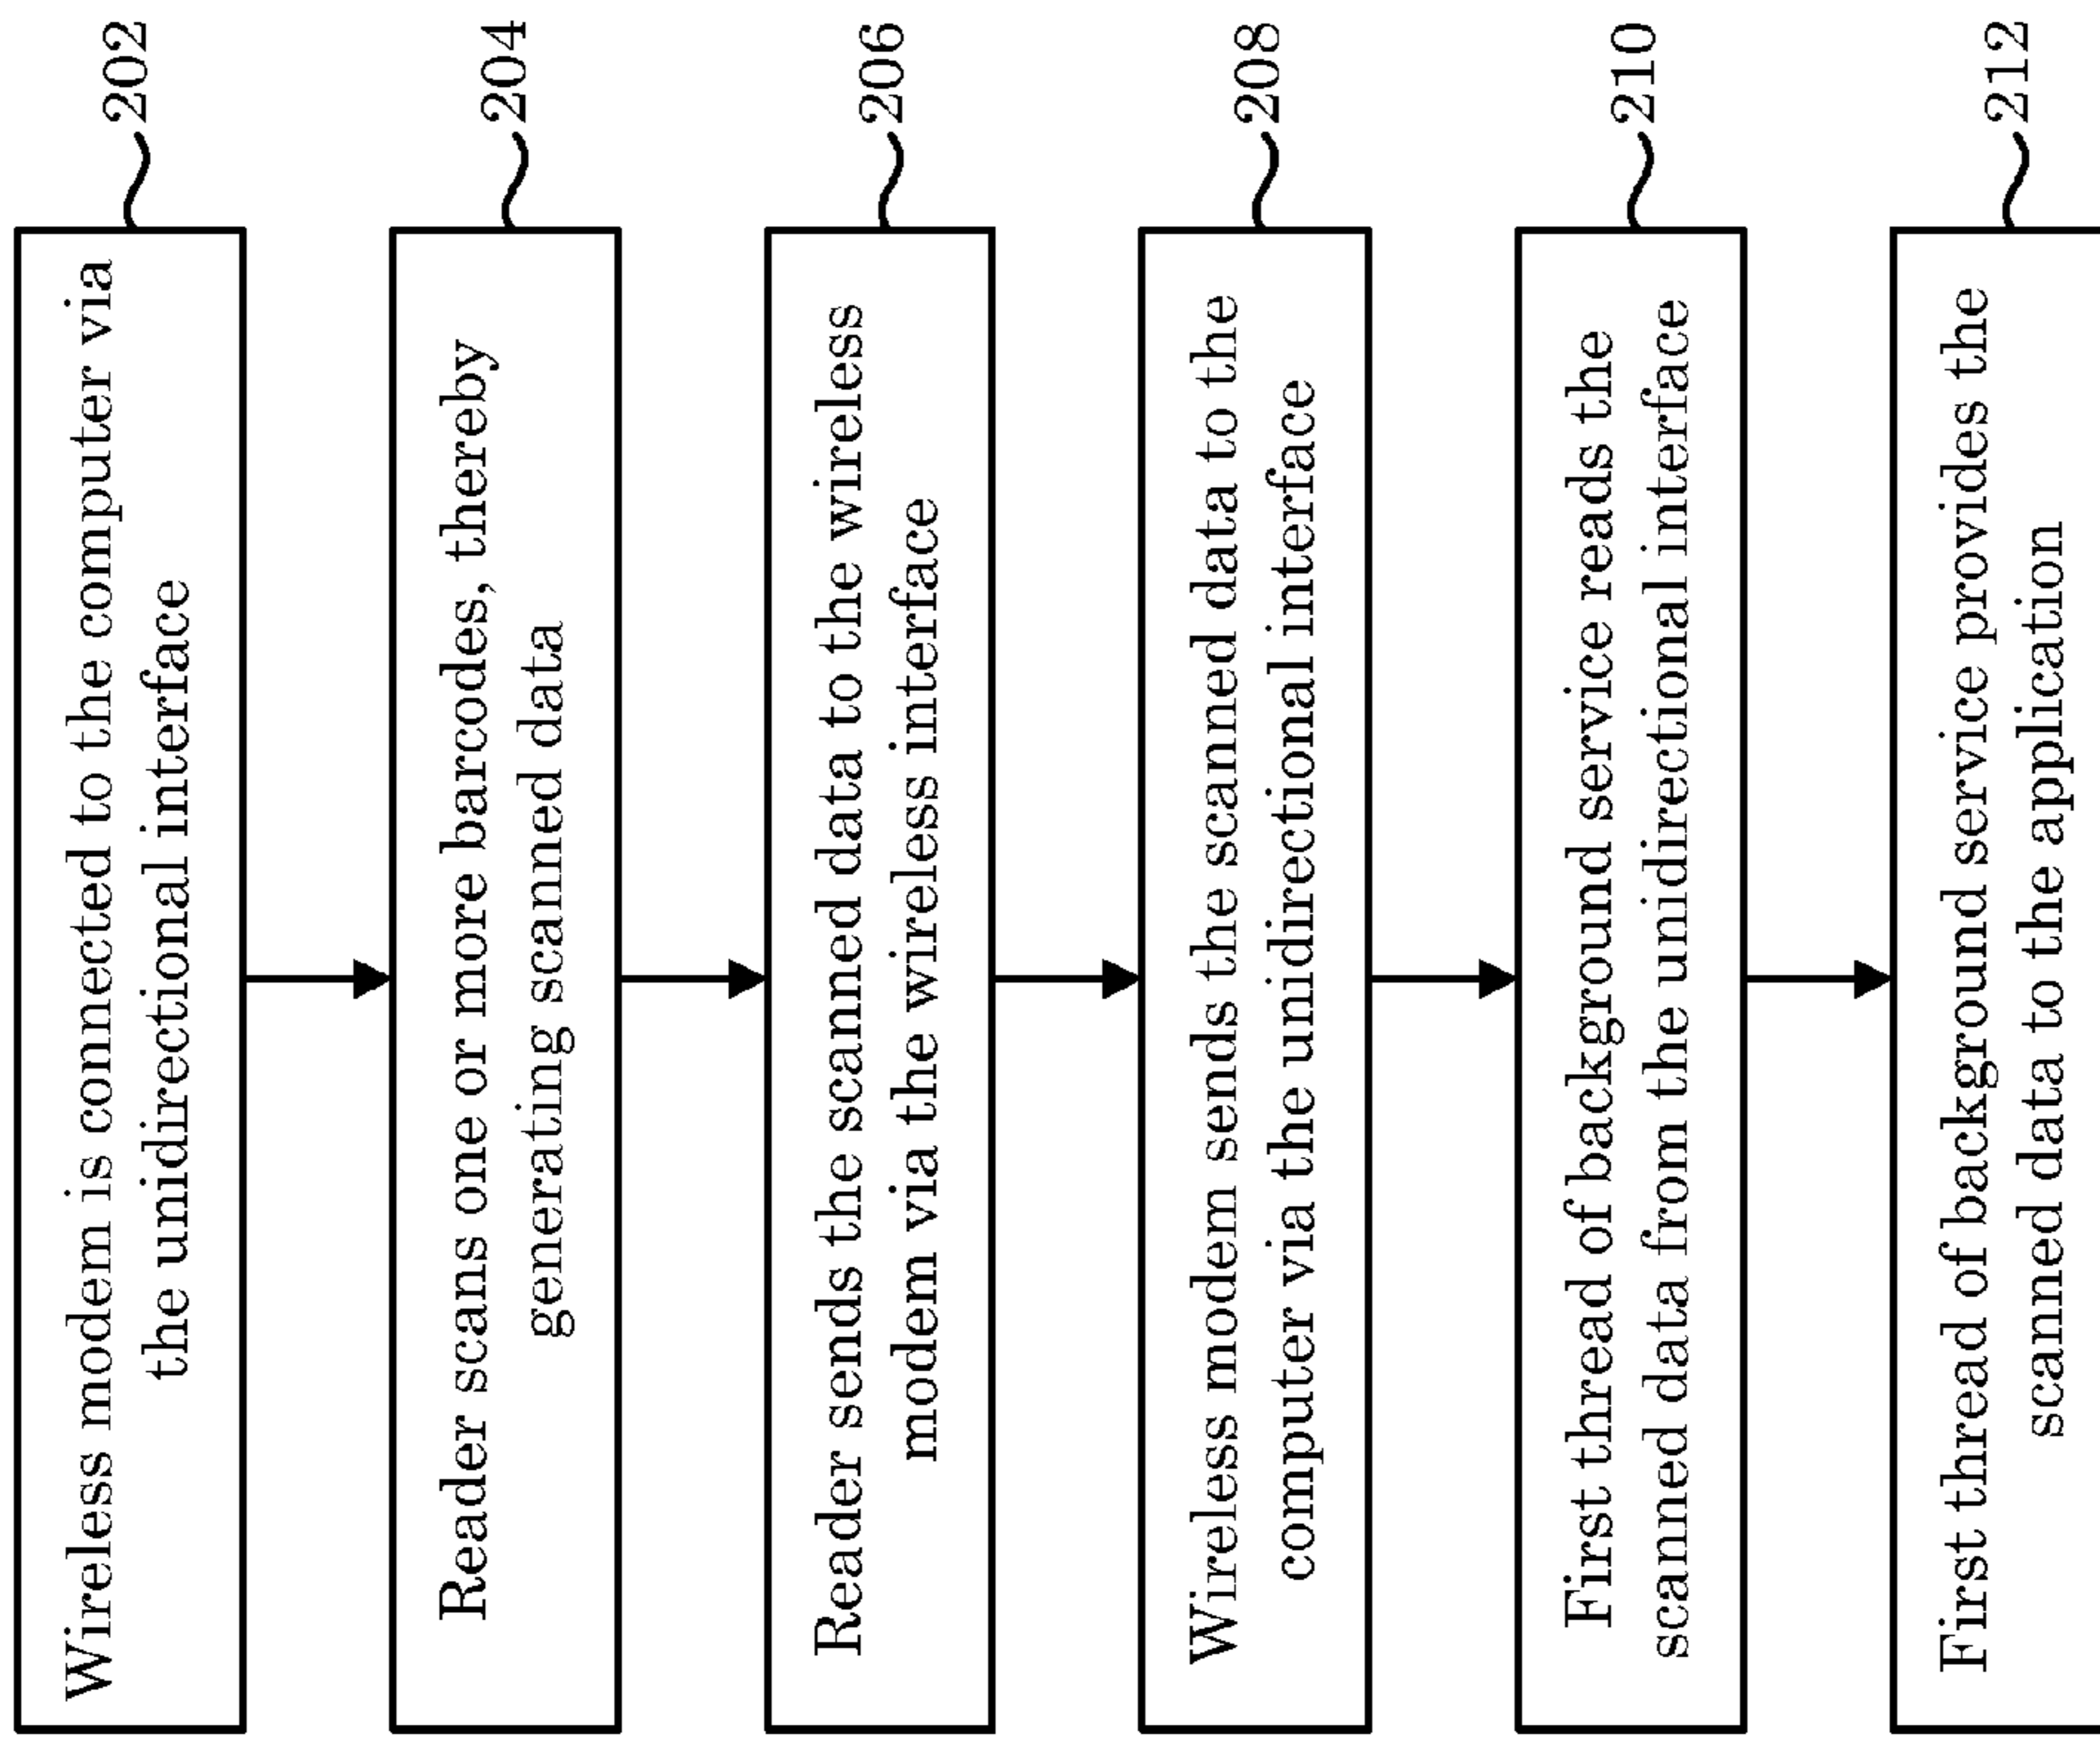 Wireless modem is connected to the computer via
the unidirectional interface
202
Reader scans one or more barcodes, thereby
generating scanned data
204
Reader sends the scanned data to the wireless
modem via the wireless interface
206
Wireless modem sends the scanned data to the
computer via the unidirectional interface
208
First thread of background service reads the
scanned data from the unidirectional interface
210
First thread of background service provides the
scanned data to the application
212